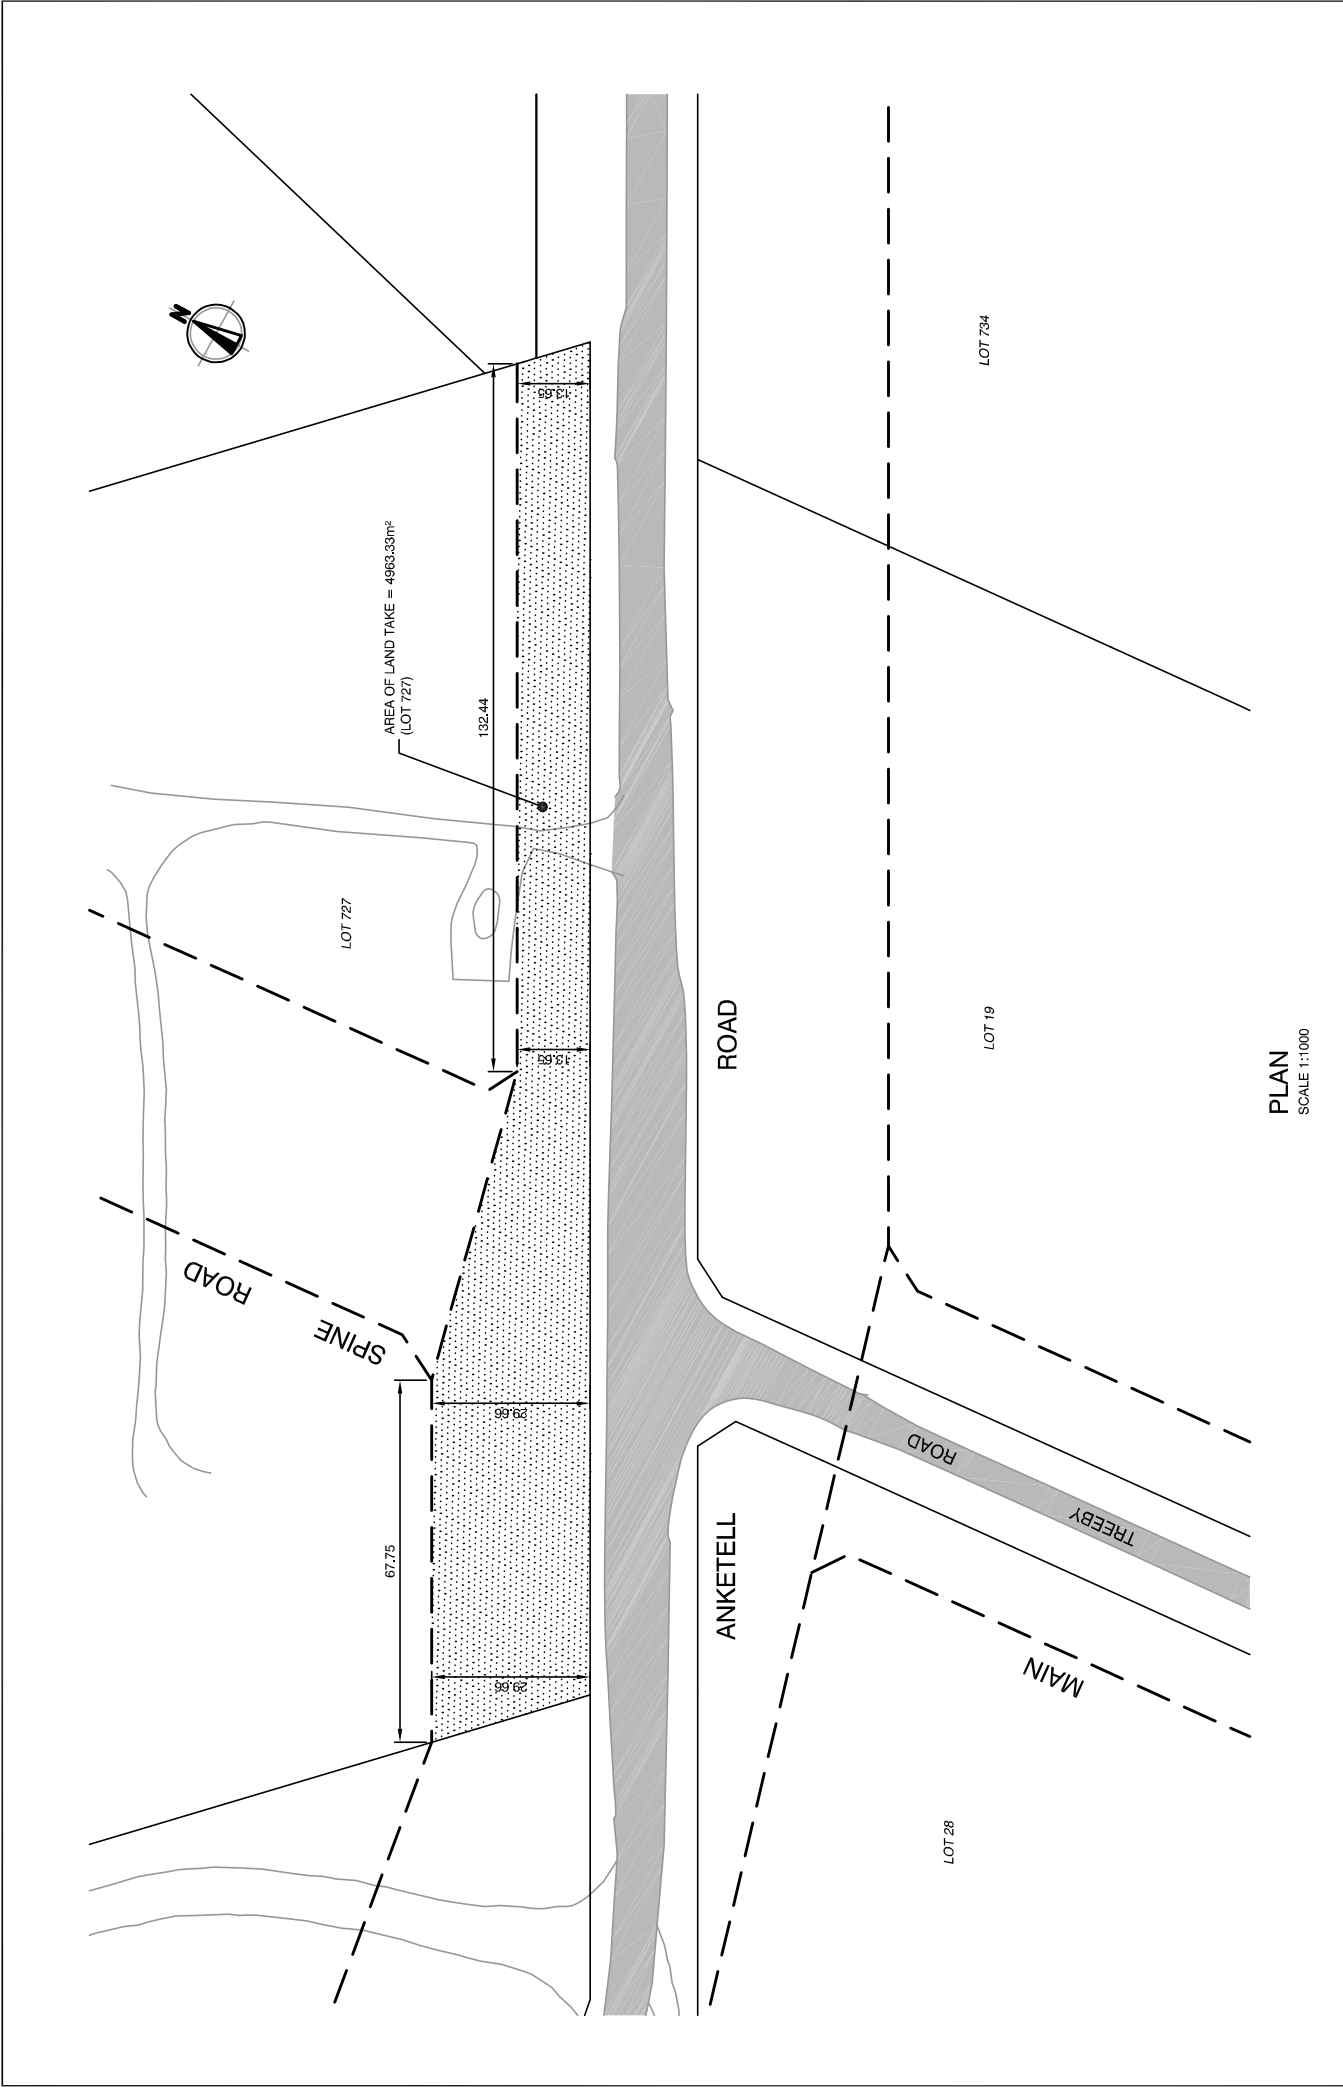 N
AREA OF LAND TAKE = 4963.33m²
(LOT 727)
132.44
13.65
13.65
LOT 727
SPINE
ROAD
67.75
29.66
29.66
ANKETELL
ROAD
TREEBY
ROAD
MAIN
LOT 28
LOT 19
LOT 734
PLAN
SCALE 1:1000